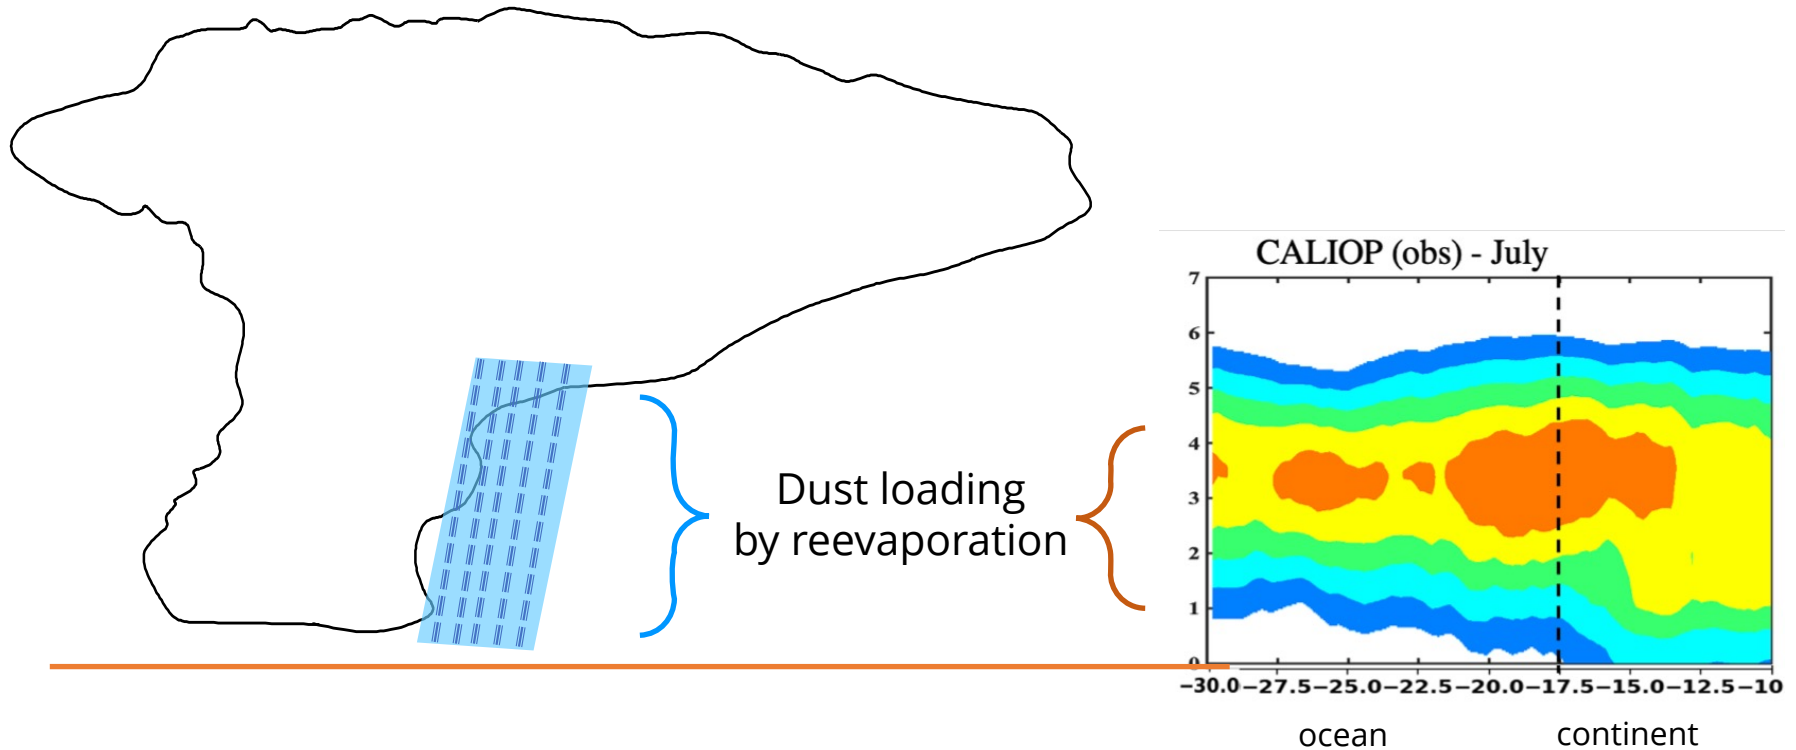 CALIOP (obs) - July
7
6
5
4
3
2
1
0
Dust loading
by reevaporation
−30.0−27.5−25.0−22.5−20.0−17.5−15.0−12.5−10
ocean
continent